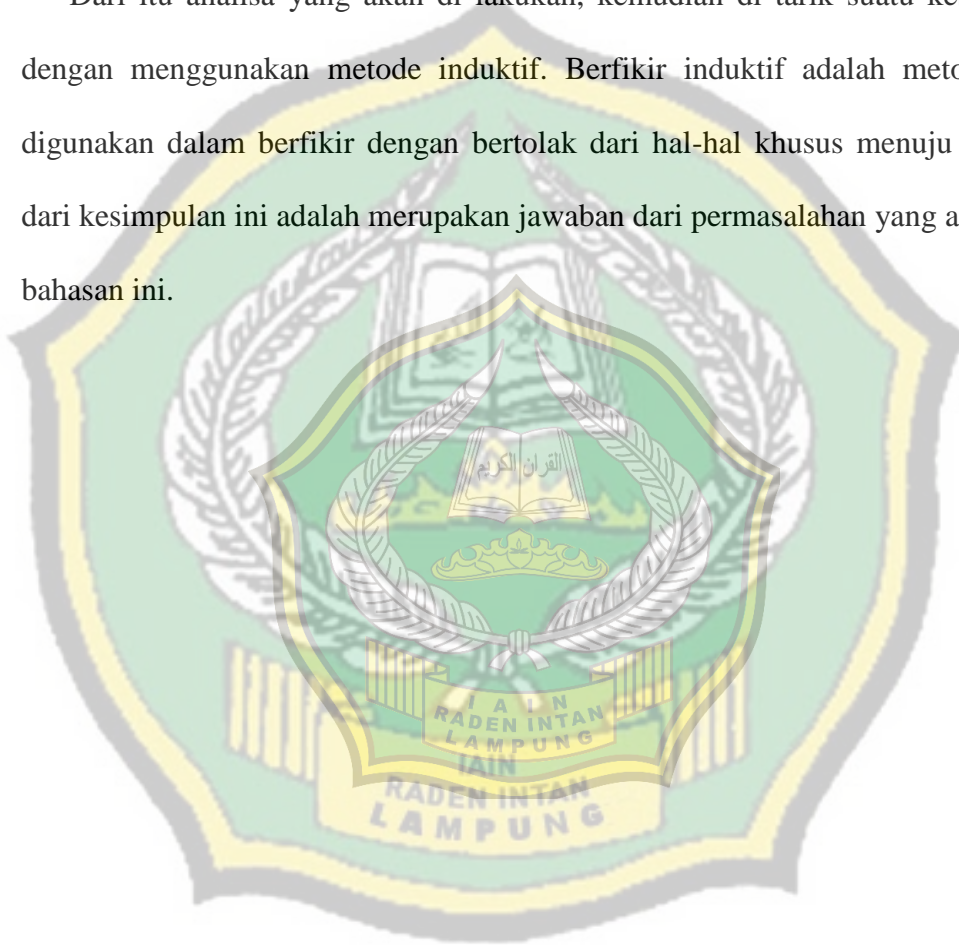 Dari itu analisa yang akan di lakukan, kemudian di tarik suatu ke
dengan menggunakan metode induktif. Berfikir induktif adalah meto
digunakan dalam berfikir dengan bertolak dari hal-hal khusus menuju
dari kesimpulan ini adalah merupakan jawaban dari permasalahan yang a
bahasan ini.
القران الكريم
I A I N
RADEN INTAN
LAMPUNG
IAIN
RADEN INTAN
LAMPUNG